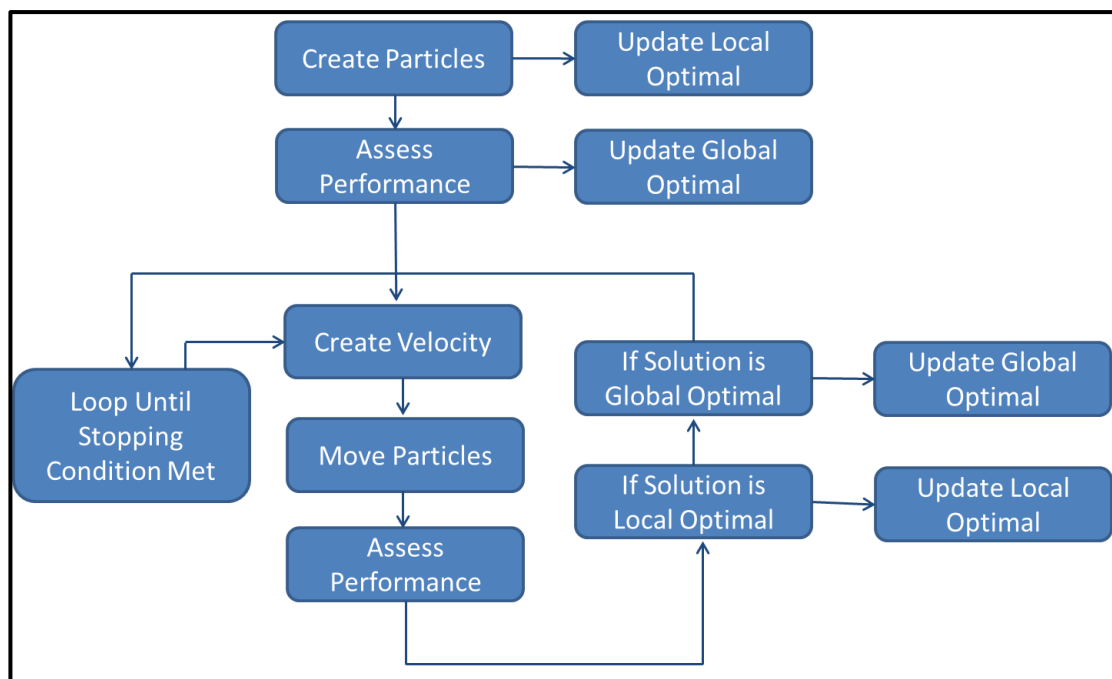 Create Particles
Update Local
Optimal
Assess
Performance
Update Global
Optimal
Create Velocity
If Solution is
Global Optimal
Update Global
Optimal
Loop Until
Stopping
Condition Met
Move Particles
If Solution is
Local Optimal
Update Local
Optimal
Assess
Performance